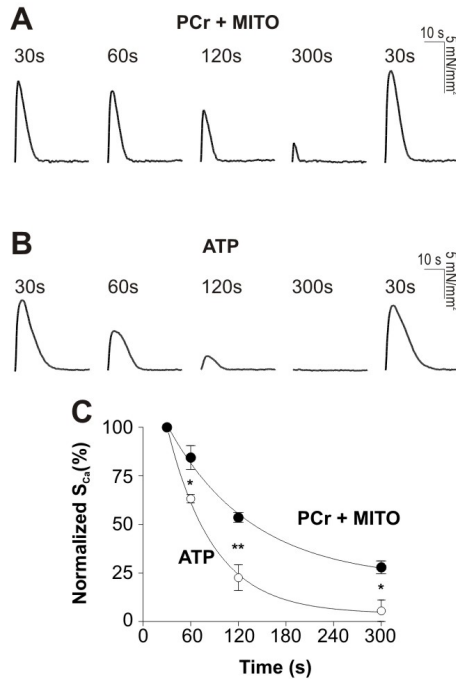 A
PCr + MITO
30s 60s 120s 300s 30s
10 s
5 mN/mm²
B
ATP
30s 60s 120s 300s 30s
10 s
5 mN/mm²
C
Normalized SCa(%)
100
75
50
25
0
*
**
*
PCr + MITO
ATP
0 60 120 180 240 300
Time (s)